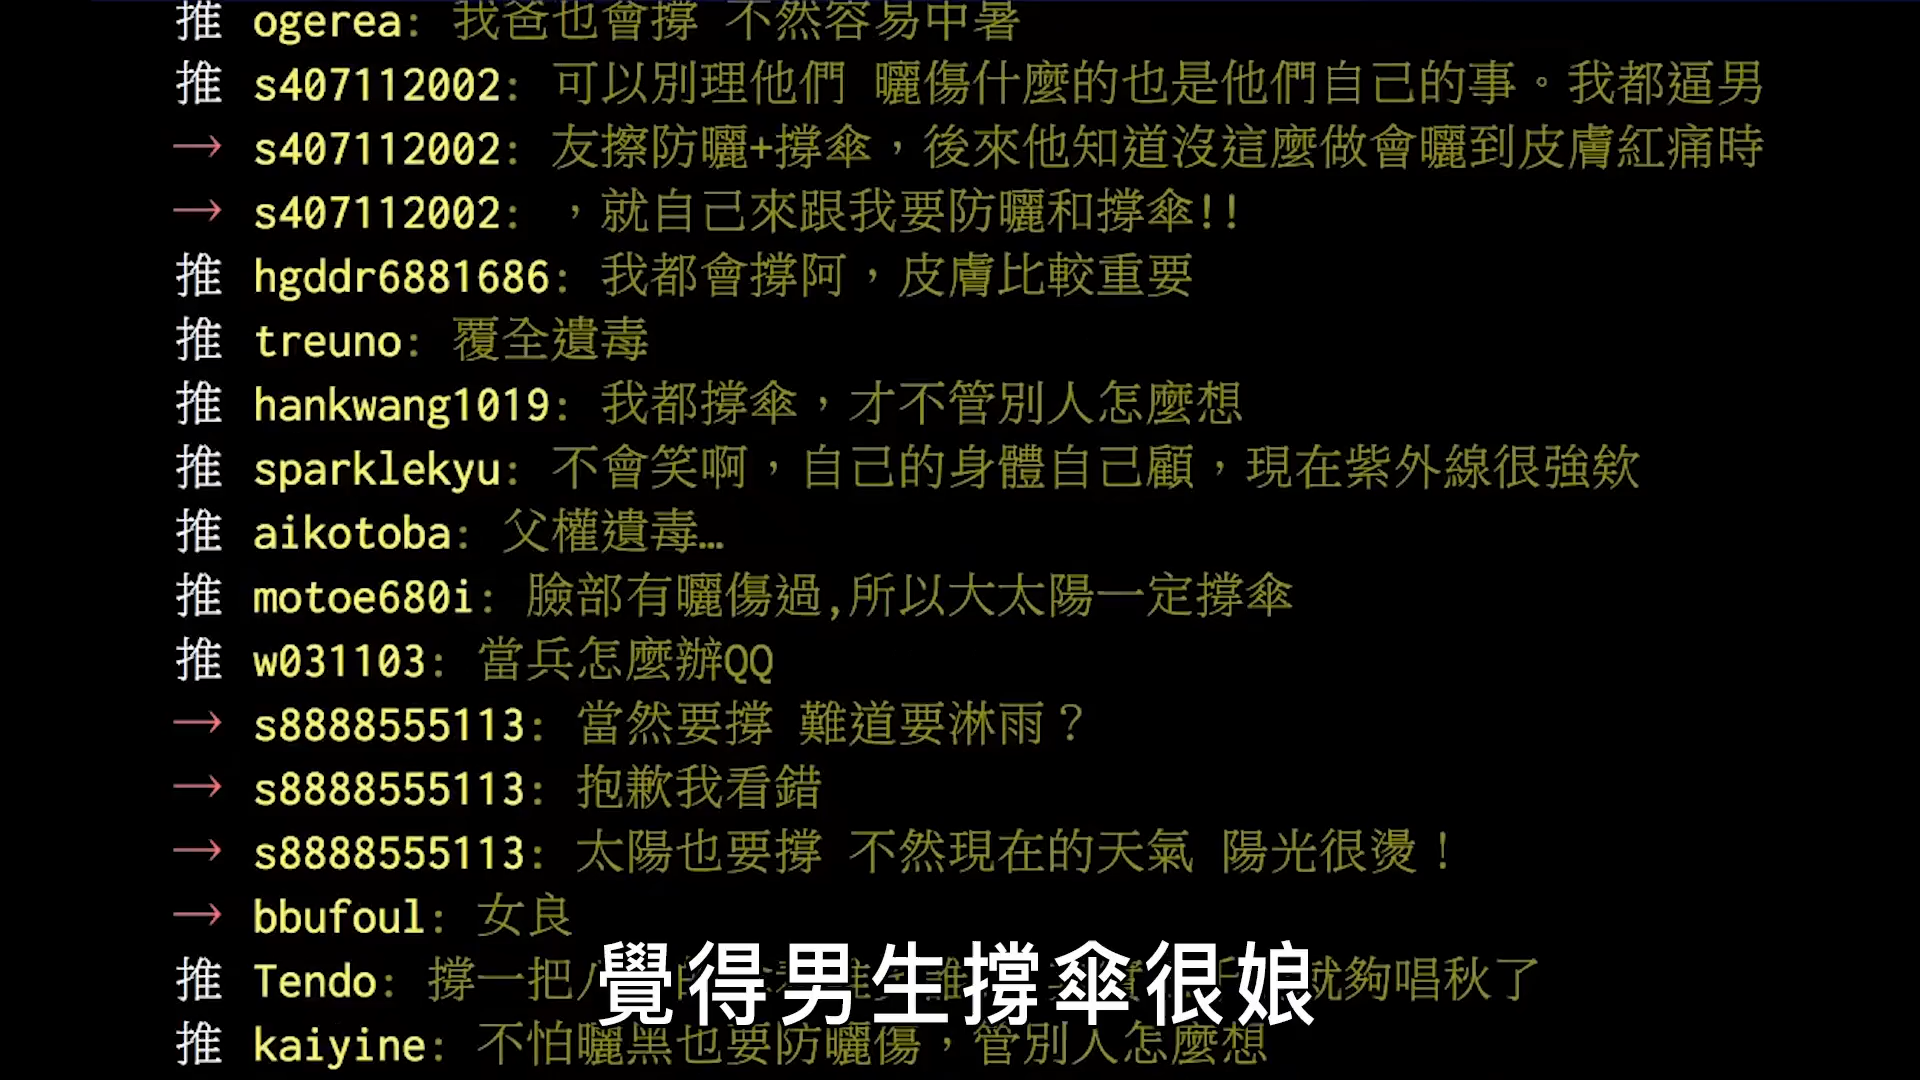 推 ogerea: 我爸也會撐 不然容易中暑
推 s407112002: 可以別理他們 曬傷什麼的也是他們自己的事。我都逼男
→ s407112002: 友擦防曬+撐傘，後來他知道沒這麼做會曬到皮膚紅痛時
→ s407112002: ，就自己來跟我要防曬和撐傘!!
推 hgddr6881686: 我都會撐阿，皮膚比較重要
推 treuno: 覆全遺毒
推 hankwang1019: 我都撐傘，才不管別人怎麼想
推 sparklekyu: 不會笑啊，自己的身體自己顧，現在紫外線很強欸
推 aikotoba: 父權遺毒…
推 motoe680i: 臉部有曬傷過,所以大太陽一定撐傘
推 w031103: 當兵怎麼辦QQ
→ s8888555113: 當然要撐 難道要淋雨？
→ s8888555113: 抱歉我看錯
→ s8888555113: 太陽也要撐 不然現在的天氣 陽光很燙！
→ bbufoul: 女良
推 Tendo: 撐一把 就夠唱秋了
覺得男生撐傘很娘
推 kaiyine: 不怕曬黑也要防曬傷，管別人怎麼想